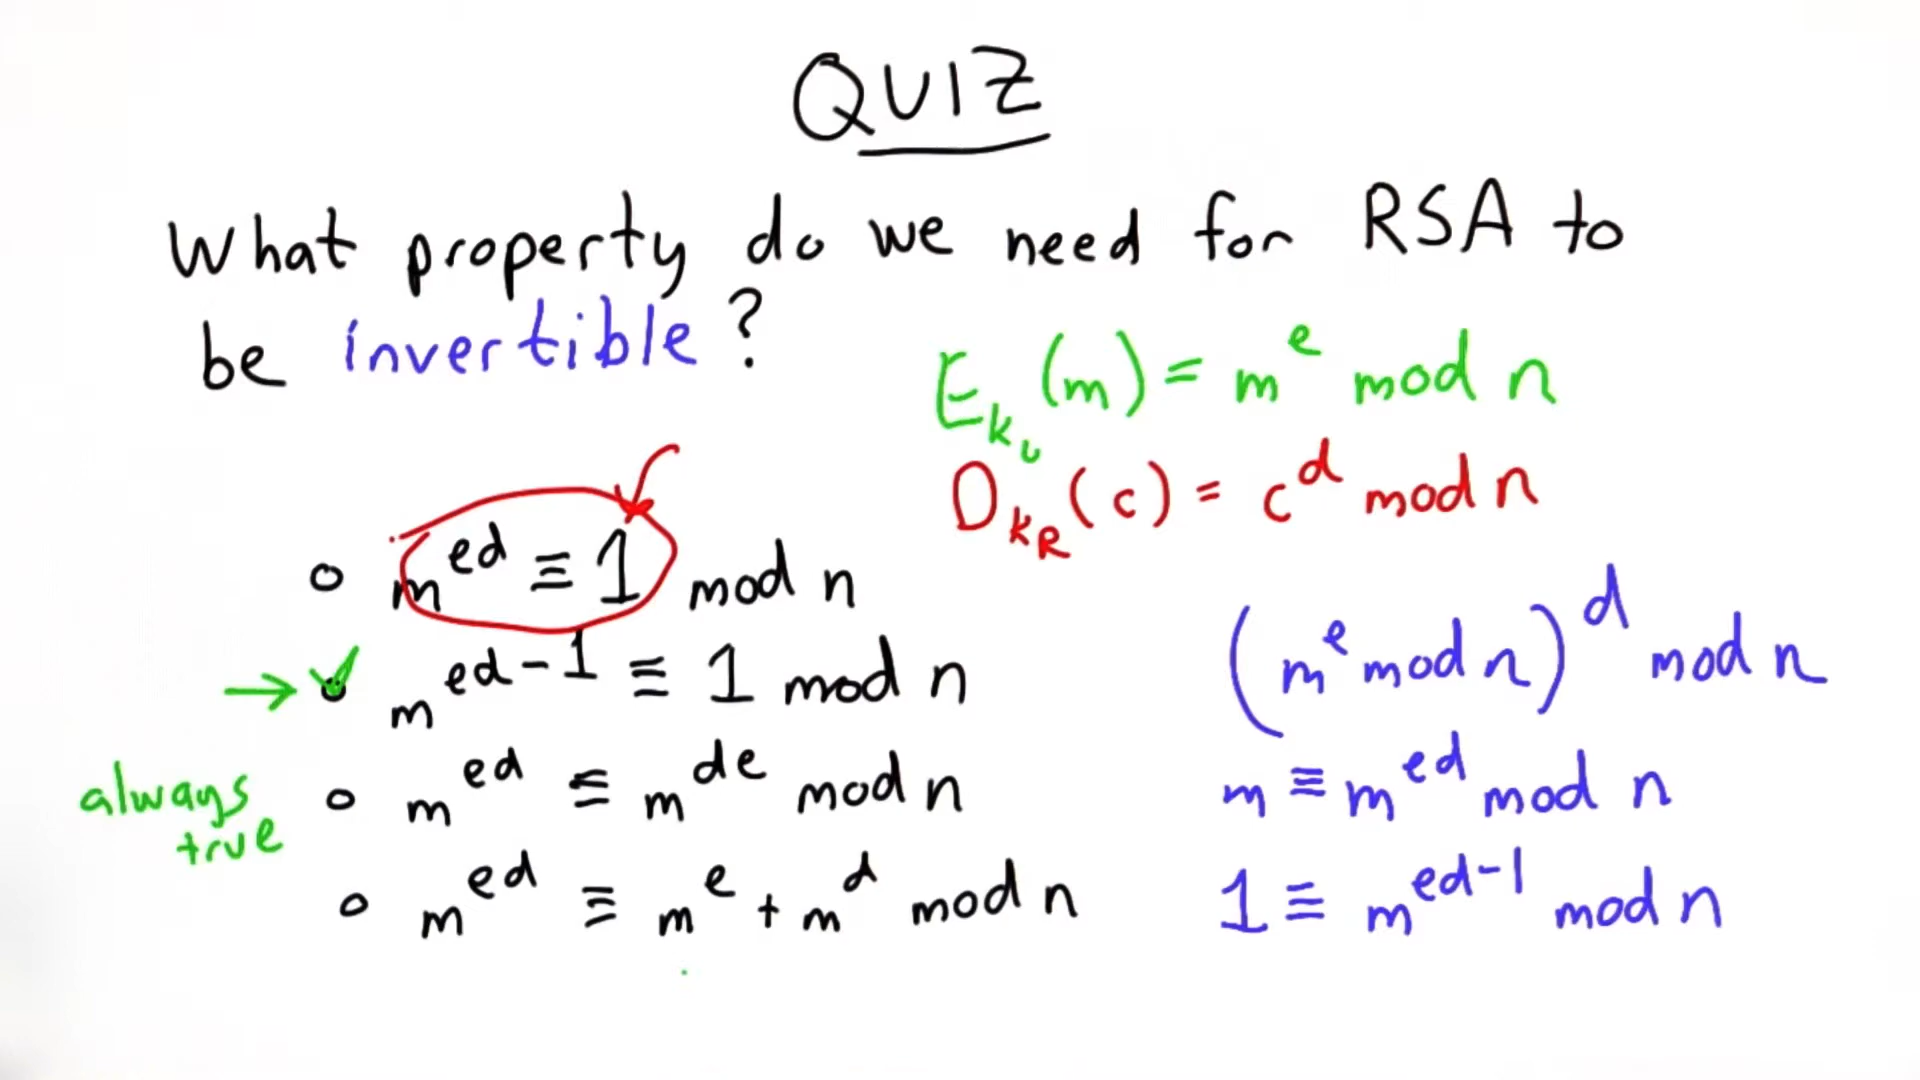 QUIZ
What property do we need for RSA to
be invertible?
E_{K_U}(m) = m^e mod n
D_{K_R}(c) = c^d mod n
o m^{ed} ≡ 1 mod n
→ ✓ m^{ed-1} ≡ 1 mod n
always
true
o m^{ed} ≡ m^{de} mod n
o m^{ed} ≡ m^e + m^d mod n
(m^e mod n)^d mod n
m ≡ m^{ed} mod n
1 ≡ m^{ed-1} mod n